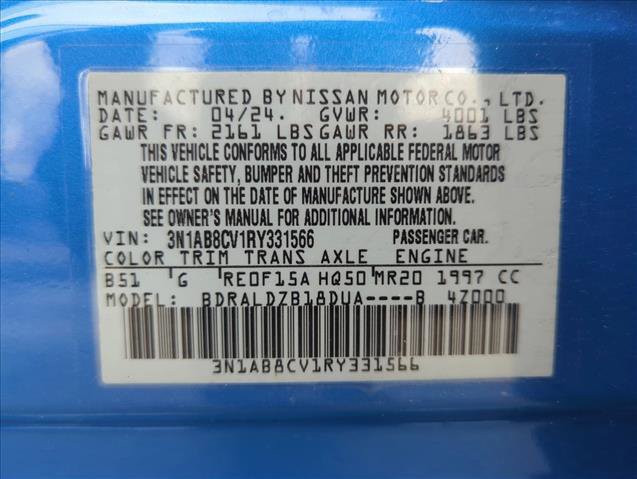 MANUFACTURED BY NISSAN MOTOR CO., LTD.
DATE: 04/24. GVWR: 4001 LBS
GAWR FR: 2161 LBS GAWR RR: 1863 LBS
THIS VEHICLE CONFORMS TO ALL APPLICABLE FEDERAL MOTOR
VEHICLE SAFETY, BUMPER AND THEFT PREVENTION STANDARDS
IN EFFECT ON THE DATE OF MANUFACTURE SHOWN ABOVE.
SEE OWNER'S MANUAL FOR ADDITIONAL INFORMATION.
VIN: 3N1AB8CV1RY331566 PASSENGER CAR.
COLOR TRIM TRANS AXLE ENGINE
B51 G RE0F15A HQ50 MR20 1997 CC
MODEL: BDRALDZB18DUA----B 4Z000
3N1AB8CV1RY331566